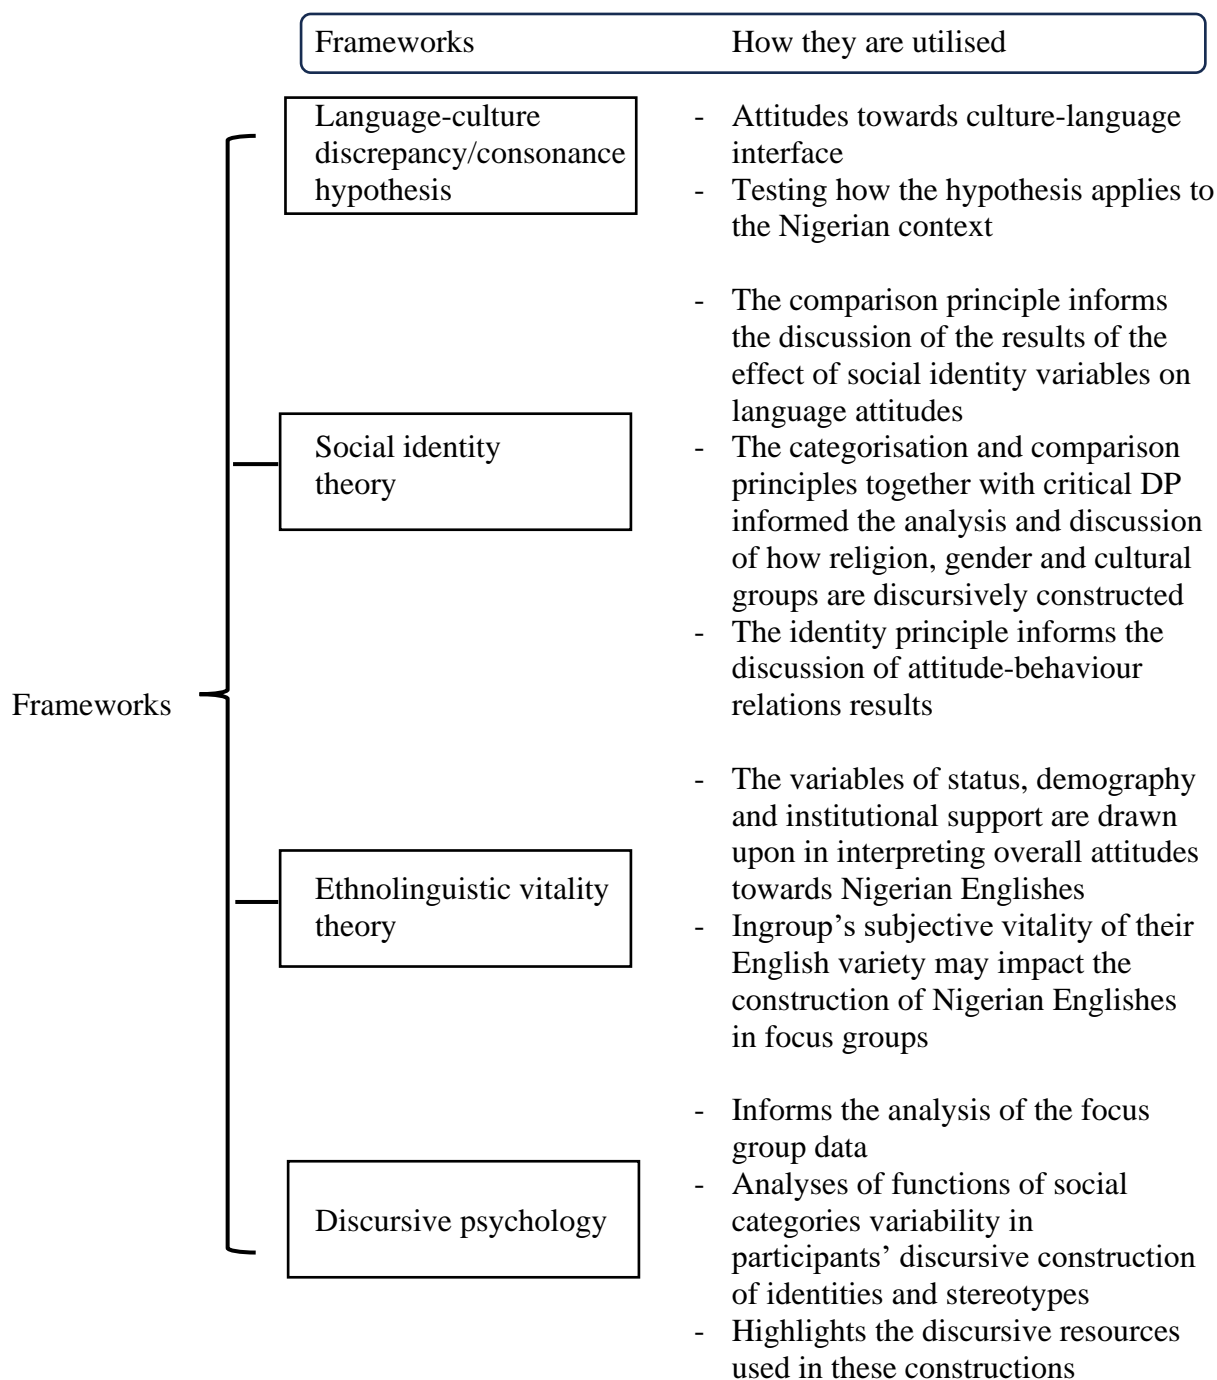 Frameworks
How they are utilised
Language-culture
discrepancy/consonance
hypothesis
- Attitudes towards culture-language
interface
- Testing how the hypothesis applies to
the Nigerian context
Social identity
theory
- The comparison principle informs
the discussion of the results of the
effect of social identity variables on
language attitudes
- The categorisation and comparison
principles together with critical DP
informed the analysis and discussion
of how religion, gender and cultural
groups are discursively constructed
- The identity principle informs the
discussion of attitude-behaviour
relations results
Frameworks
Ethnolinguistic vitality
theory
- The variables of status, demography
and institutional support are drawn
upon in interpreting overall attitudes
towards Nigerian Englishes
- Ingroup’s subjective vitality of their
English variety may impact the
construction of Nigerian Englishes
in focus groups
Discursive psychology
- Informs the analysis of the focus
group data
- Analyses of functions of social
categories variability in
participants’ discursive construction
of identities and stereotypes
- Highlights the discursive resources
used in these constructions